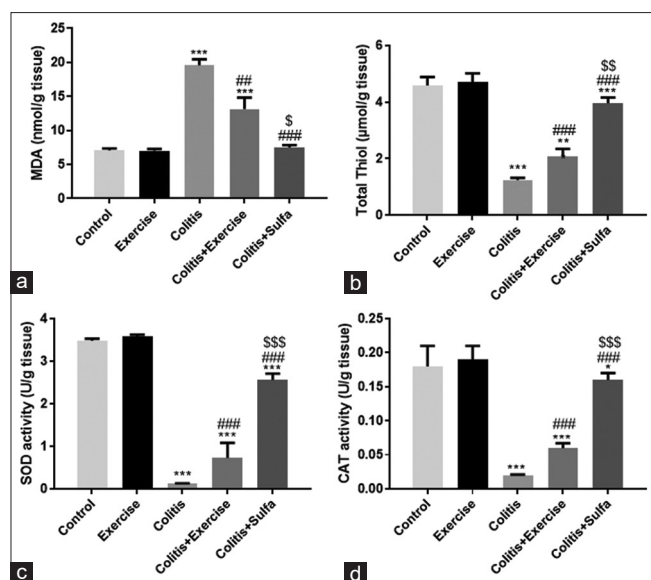 MDA (nmol/g tissue)
25
20
15
10
5
0
***
##
***
$
###
Control
Exercise
Colitis
Colitis+Exercise
Colitis+Sulfa
a
Total Thiol (µmol/g tissue)
6
4
2
0
***
###
**
$$
###
***
Control
Exercise
Colitis
Colitis+Exercise
Colitis+Sulfa
b
SOD activity (U/g tissue)
4
3
2
1
0
***
###
***
$$$
###
***
Control
Exercise
Colitis
Colitis+Exercise
Colitis+Sulfa
c
CAT activity (U/g tissue)
0.25
0.20
0.15
0.10
0.05
0.00
***
###
***
$$$
###
*
Control
Exercise
Colitis
Colitis+Exercise
Colitis+Sulfa
d